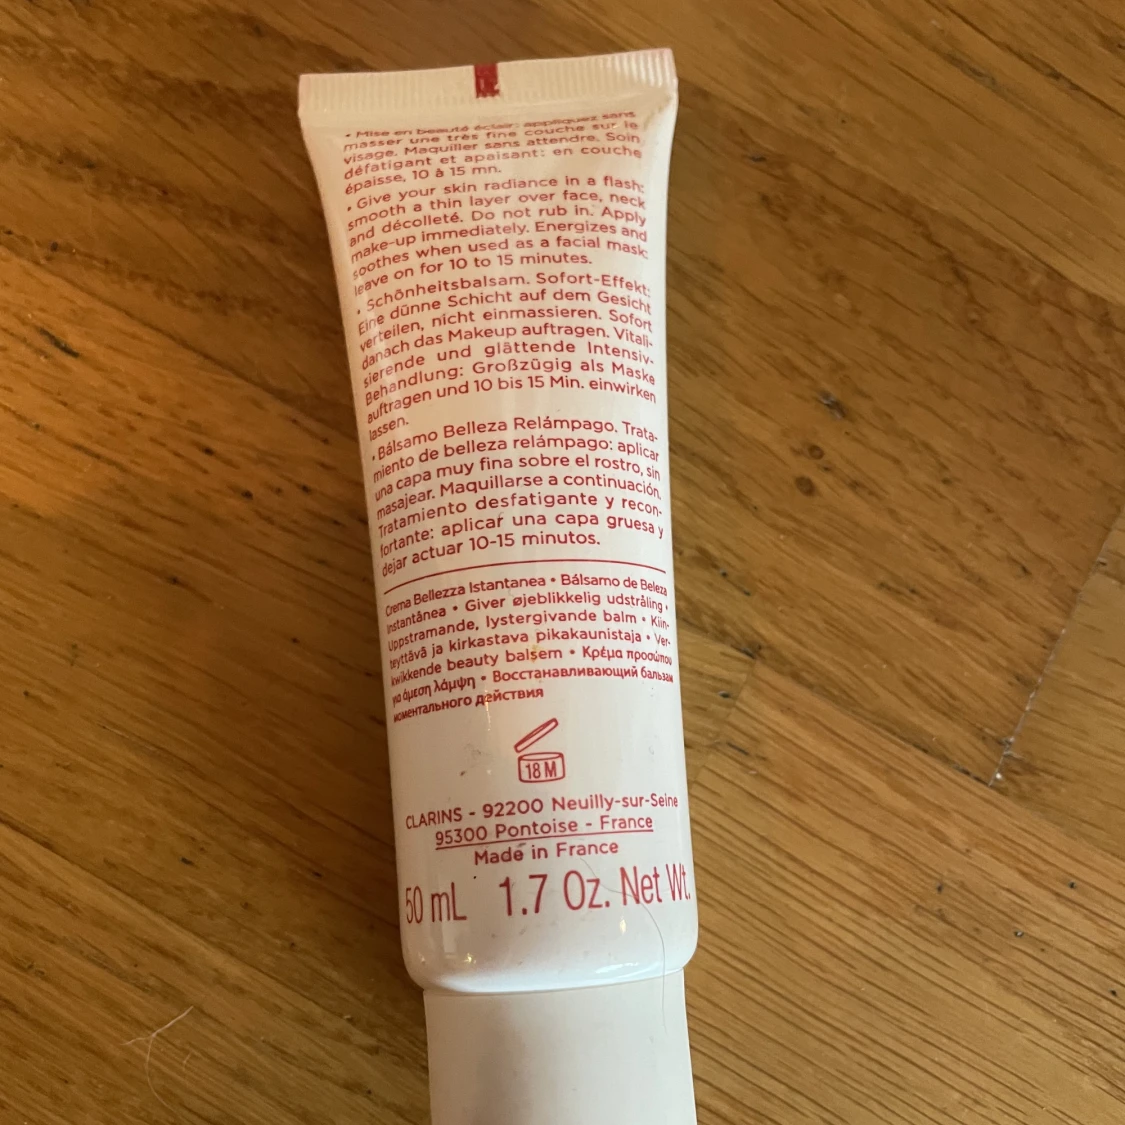 • Mise en beauté éclair: appliquez sans
masser une très fine couche sur le
visage. Maquiller sans attendre. Soin
défatigant et apaisant: en couche
épaisse, 10 à 15 mn.
• Give your skin radiance in a flash:
smooth a thin layer over face, neck
and décolleté. Do not rub in. Apply
make-up immediately. Energizes and
soothes when used as a facial mask:
leave on for 10 to 15 minutes.
• Schönheitsbalsam. Sofort-Effekt:
Eine dünne Schicht auf dem Gesicht
verteilen, nicht einmassieren. Sofort
danach das Makeup auftragen. Vitali-
sierende und glättende Intensiv-
Behandlung: Großzügig als Maske
auftragen und 10 bis 15 Min. einwirken
lassen.
• Bálsamo Belleza Relámpago. Trata-
miento de belleza relámpago: aplicar
una capa muy fina sobre el rostro, sin
masajear. Maquillarse a continuación.
Tratamiento desfatigante y recon-
fortante: aplicar una capa gruesa y
dejar actuar 10-15 minutos.
Crema Bellezza Istantanea • Bálsamo de Beleza
Instantânea • Giver øjeblikkelig udstråling •
Uppstramande, lystergivande balm • Kiin-
teyttävä ja kirkastava pikakaunistaja • Ver-
kwikkende beauty balsem • Κρέμα προσώπου
για άμεση λάμψη • Восстанавливающий бальзам
моментального действия
18 M
CLARINS - 92200 Neuilly-sur-Seine
95300 Pontoise - France
Made in France
50 mL 1.7 Oz. Net Wt.